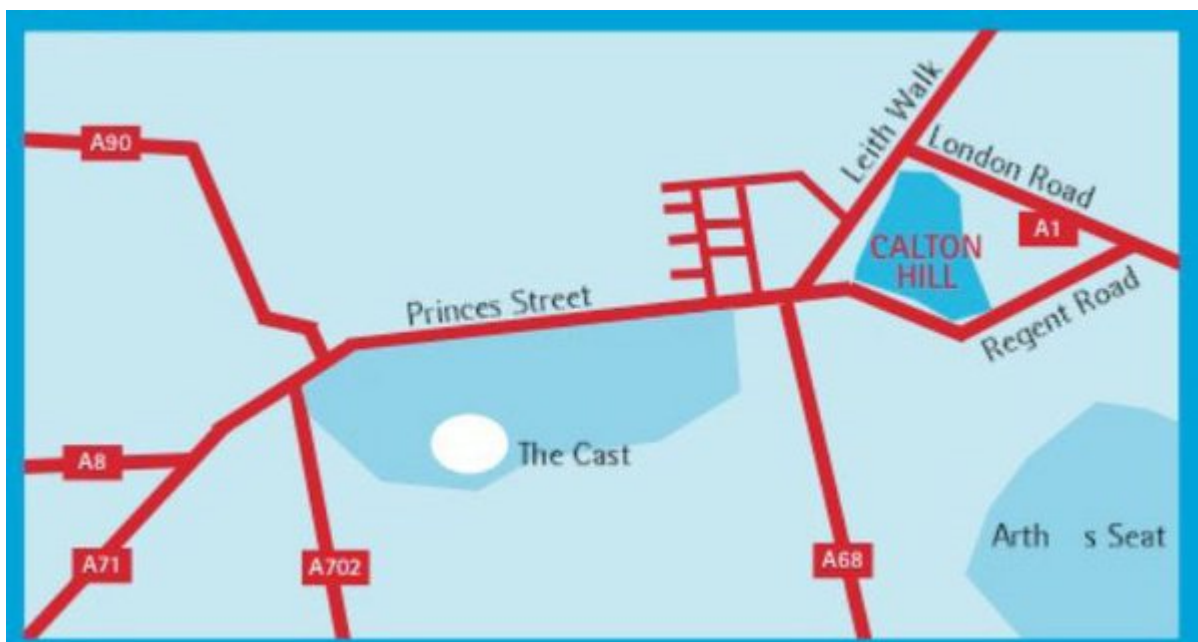 A90
Leith Walk
London Road
A1
CALTON
HILL
Princes Street
Regent Road
A8
The Cast
Arth s Seat
A71
A702
A68